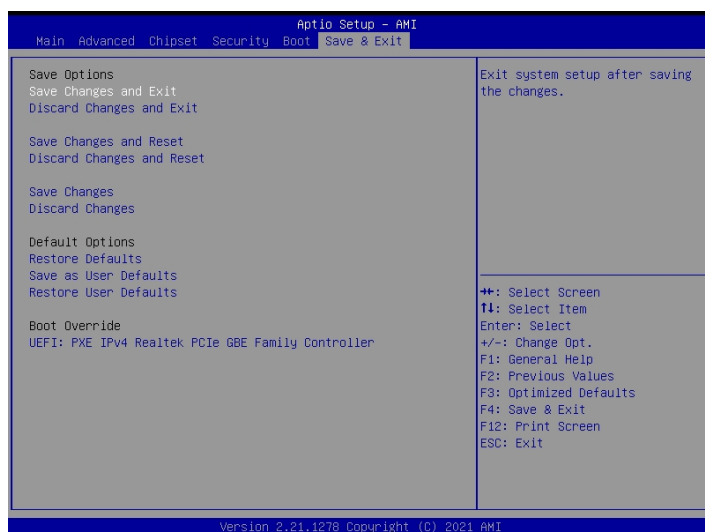 Aptio Setup - AMI
Main Advanced Chipset Security Boot Save & Exit
Save Options
Save Changes and Exit
Discard Changes and Exit
Save Changes and Reset
Discard Changes and Reset
Save Changes
Discard Changes
Default Options
Restore Defaults
Save as User Defaults
Restore User Defaults
Boot Override
UEFI: PXE IPv4 Realtek PCIe GBE Family Controller
Exit system setup after saving
the changes.
→←: Select Screen
↑↓: Select Item
Enter: Select
+/-: Change Opt.
F1: General Help
F2: Previous Values
F3: Optimized Defaults
F4: Save & Exit
F12: Print Screen
ESC: Exit
Version 2.21.1278 Copyright (C) 2021 AMI